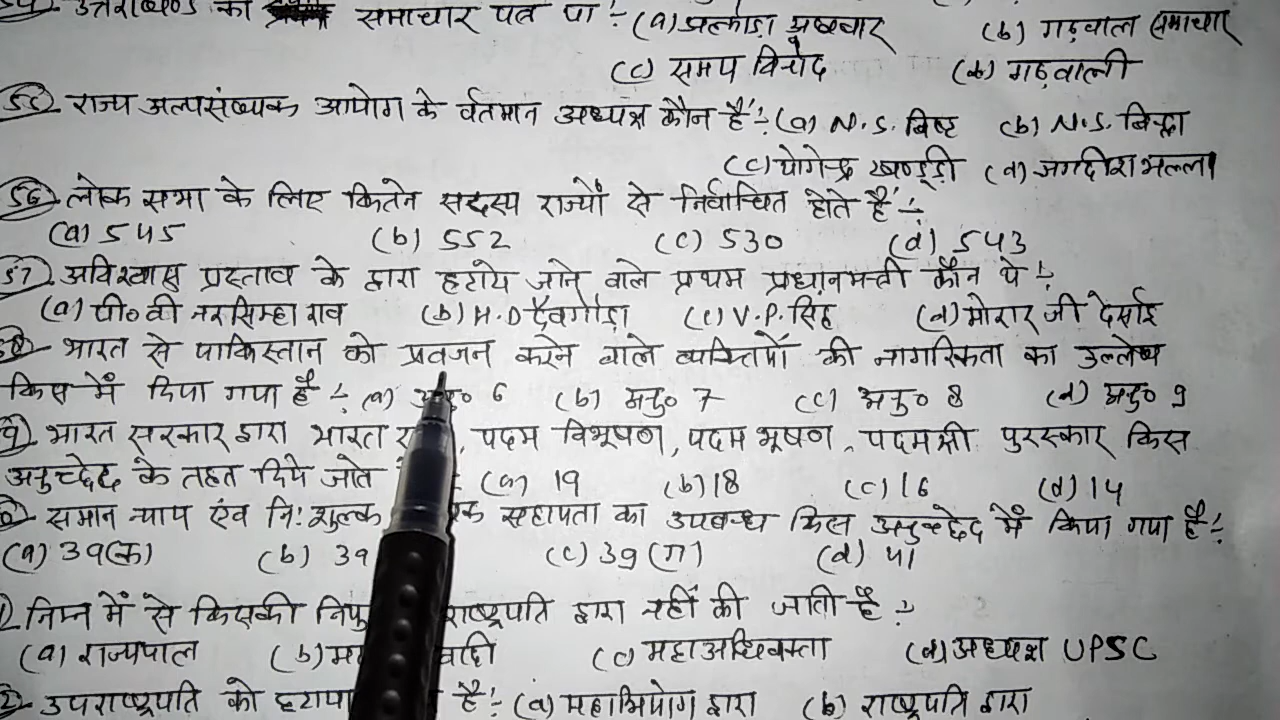 उत्तराखण्ड का समाचार पत्र था÷ (a) अल्मोड़ा अखबार (b) गढ़वाल समाचार
(c) समय विनोद (d) गढ़वाली
55 राज्य अल्पसंख्यक आयोग के वर्तमान अध्यक्ष कौन हैं÷ (a) N.S. बिष्ट (b) N.S. बिन्द्रा
(c) योगेन्द्र खण्डूड़ी (d) जगदीश भल्ला
56 लोक सभा के लिए कितने सदस्य राज्यों से निर्वाचित होते हैं÷
(a) 545 (b) 552 (c) 530 (d) 543
57 अविश्वास प्रस्ताव के द्वारा हटाये जाने वाले प्रथम प्रधानमन्ती कौन थे÷
(a) पी० वी नरसिम्हा राव (b) H.D देवगौड़ा (c) V.P. सिंह (d) मोरार जी देसाई
58 भारत से पाकिस्तान को प्रवजन करने वाले व्यक्तियों की नागरिकता का उल्लेख
किस में दिया गया है÷ (a) अनु० 6 (b) अनु० 7 (c) अनु० 8 (d) अनु० 9
9 भारत सरकार द्वारा भारत , पदम विभूषण, पदम भूषण, पदमश्री पुरस्कार किस
अनुच्छेद के तहत दिये जाते (a) 19 (b) 18 (c) 16 (d) 14
समान न्याय एंव नि:शुल्क सहायता का उपबन्ध किस अनुच्छेद में किया गया है÷
(a) 39(क) (b) 39 (c) 39(ग) (d) 41
निम्न में से किसकी राष्ट्रपति द्वारा नहीं की जाती है÷
(a) राज्यपाल (b) (c) महाअधिवक्ता (d) अध्यक्ष UPSC
उपराष्ट्रपति को हटाया है÷ (a) महाभियोग द्वारा (b) राष्ट्रपति द्वारा